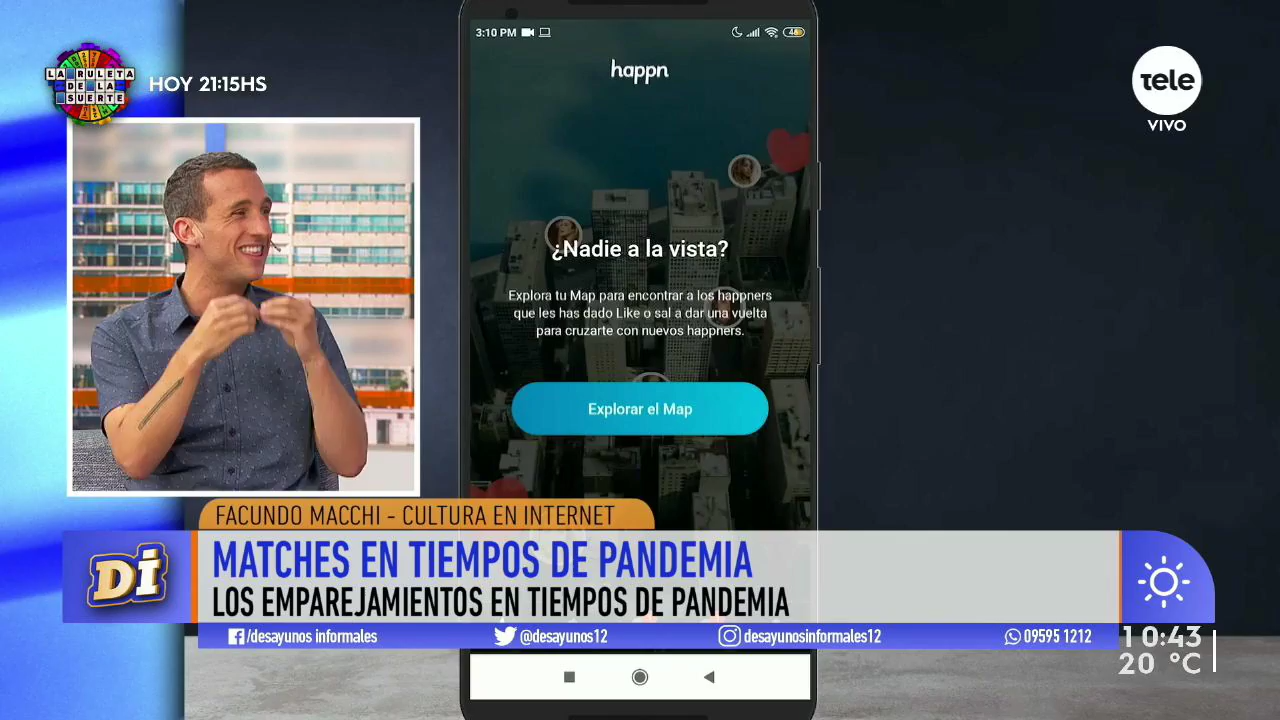 LA RULETA
DE LA
SUERTE
HOY 21:15HS
tele
VIVO
3:10 PM
48
happn
¿Nadie a la vista?
Explora tu Map para encontrar a los happners
que les has dado Like o sal a dar una vuelta
para cruzarte con nuevos happners.
Explorar el Map
FACUNDO MACCHI - CULTURA EN INTERNET
Di
MATCHES EN TIEMPOS DE PANDEMIA
LOS EMPAREJAMIENTOS EN TIEMPOS DE PANDEMIA
/desayunos informales
@desayunos12
desayunosinformales12
09595 1212
10:43
20 °C